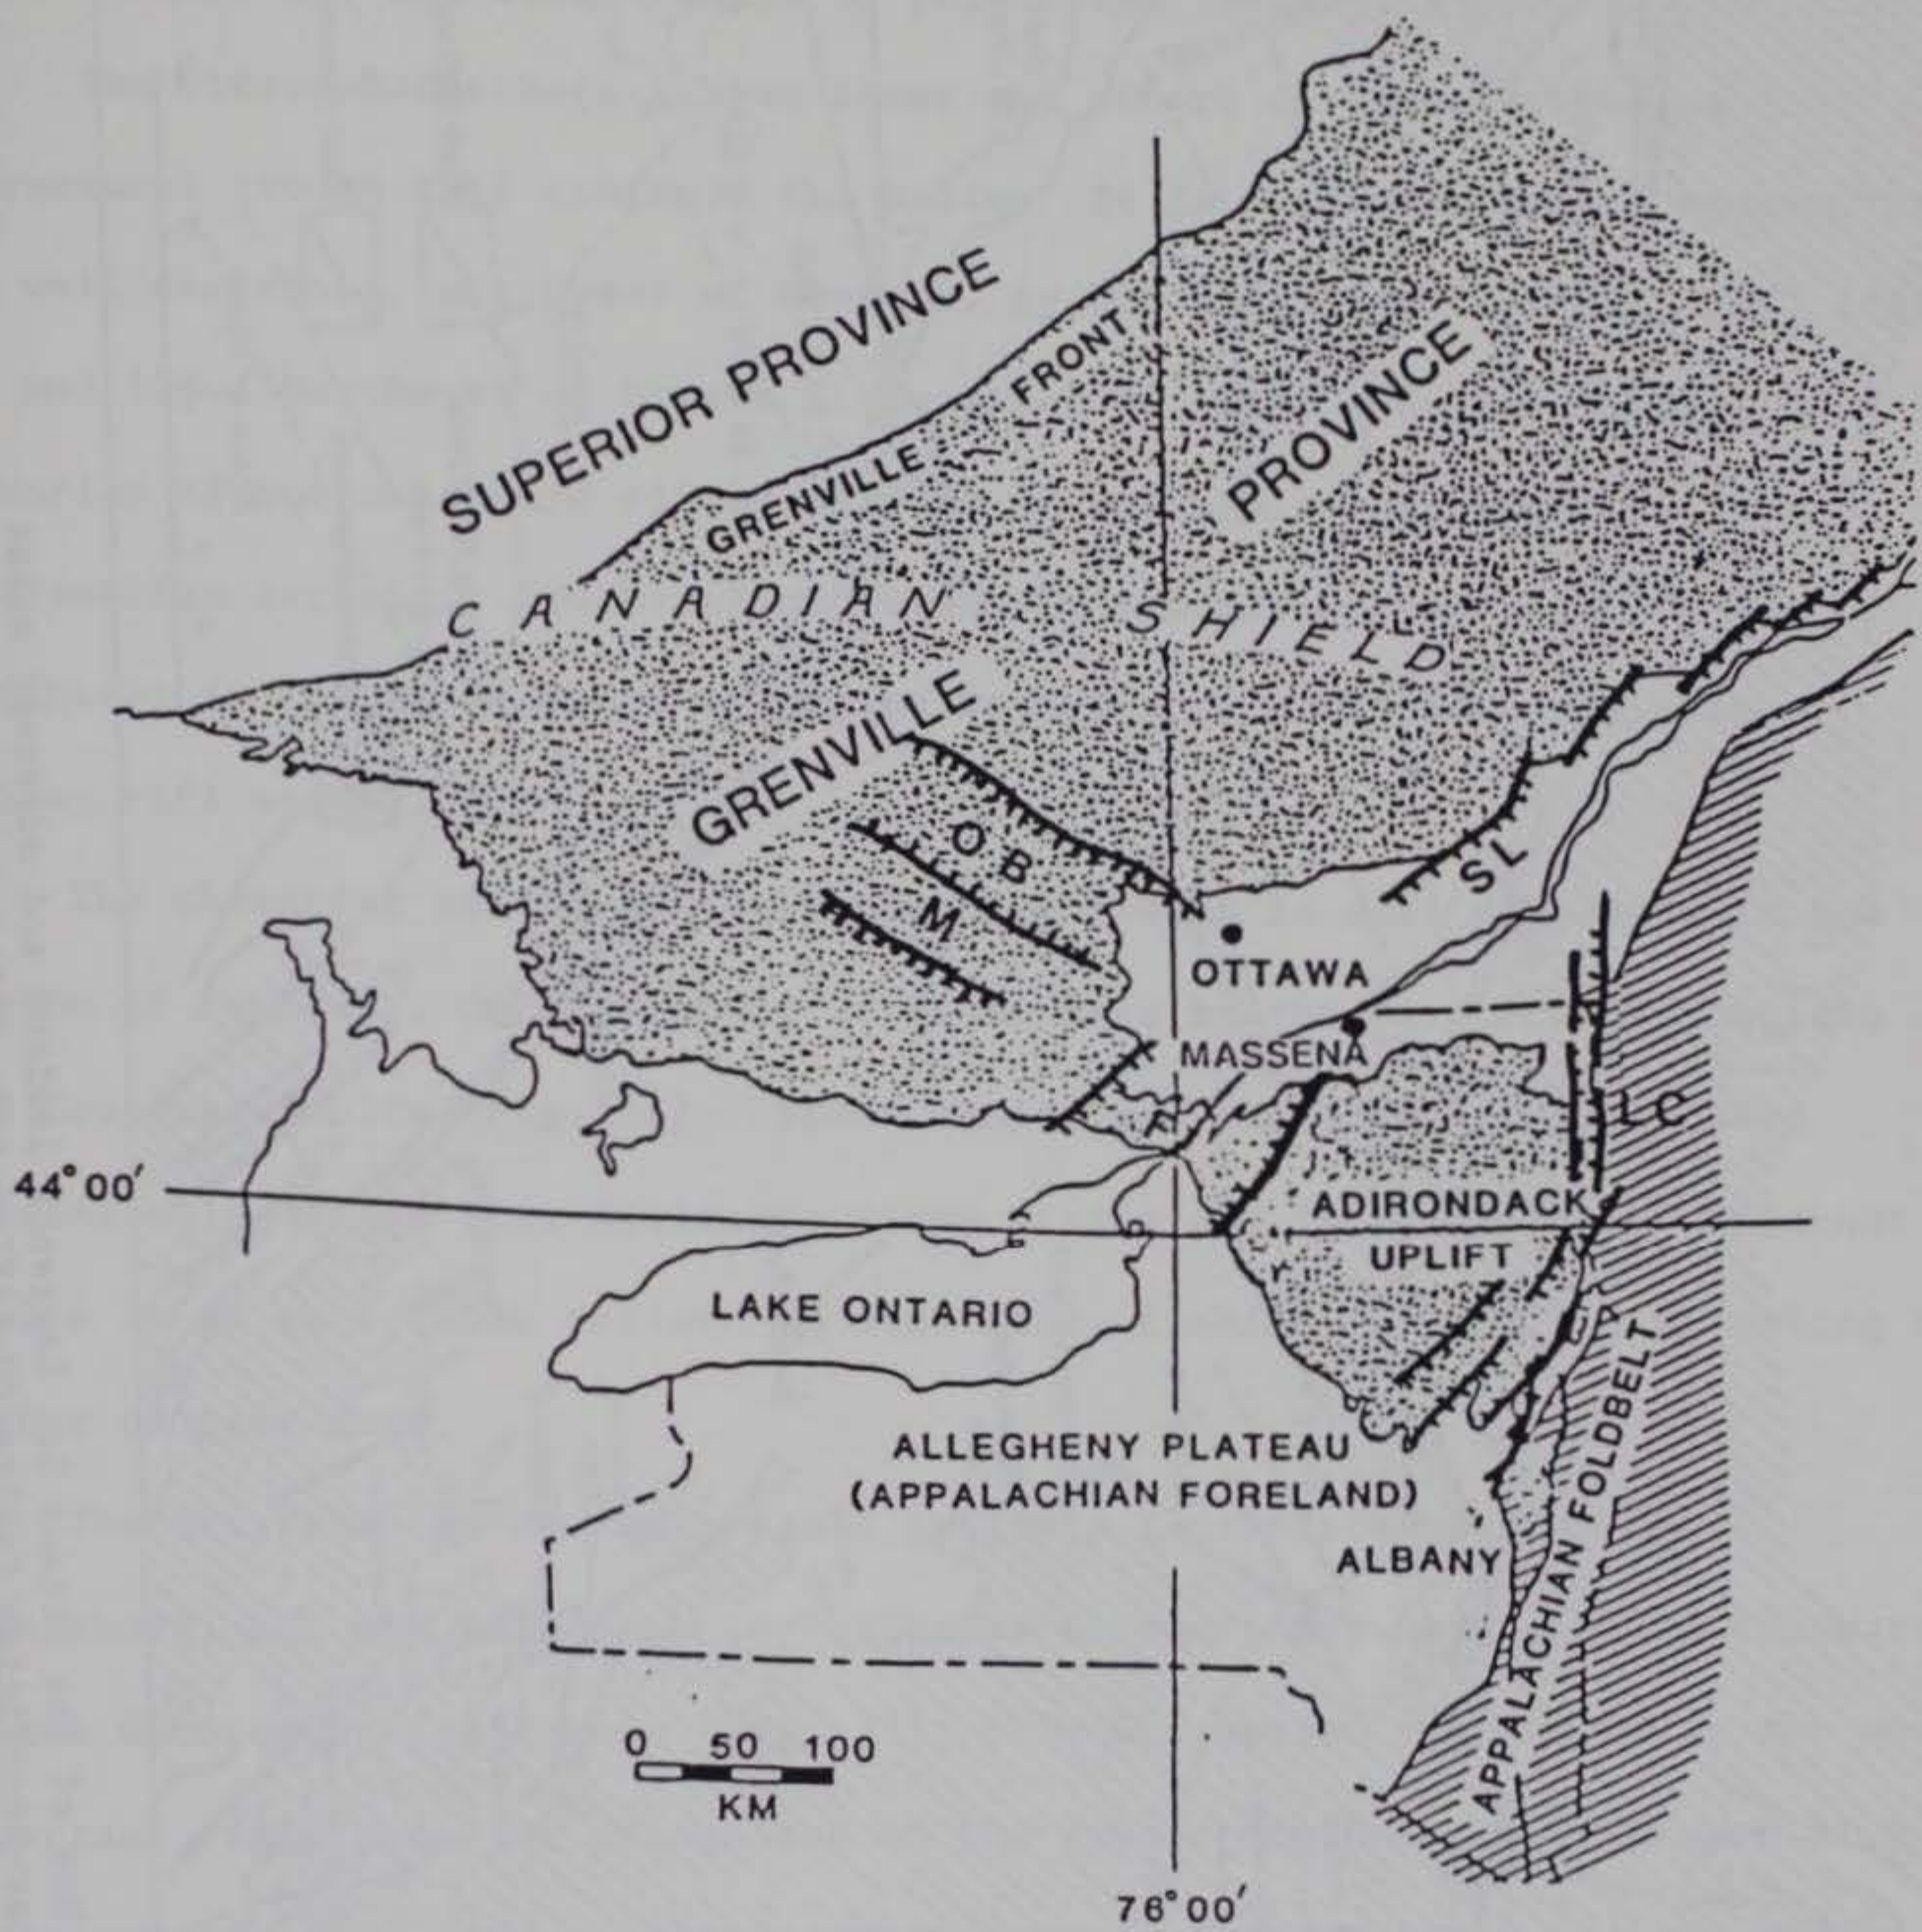 SUPERIOR PROVINCE
GRENVILLE FRONT
PROVINCE
CANADIAN SHIELD
GRENVILLE
O B
M
SL
OTTAWA
MASSENA
F
LC
44°00'
ADIRONDACK
UPLIFT
LAKE ONTARIO
ALLEGHENY PLATEAU
(APPALACHIAN FORELAND)
ALBANY
APPALACHIAN FOLDBELT
0 50 100
KM
76°00'